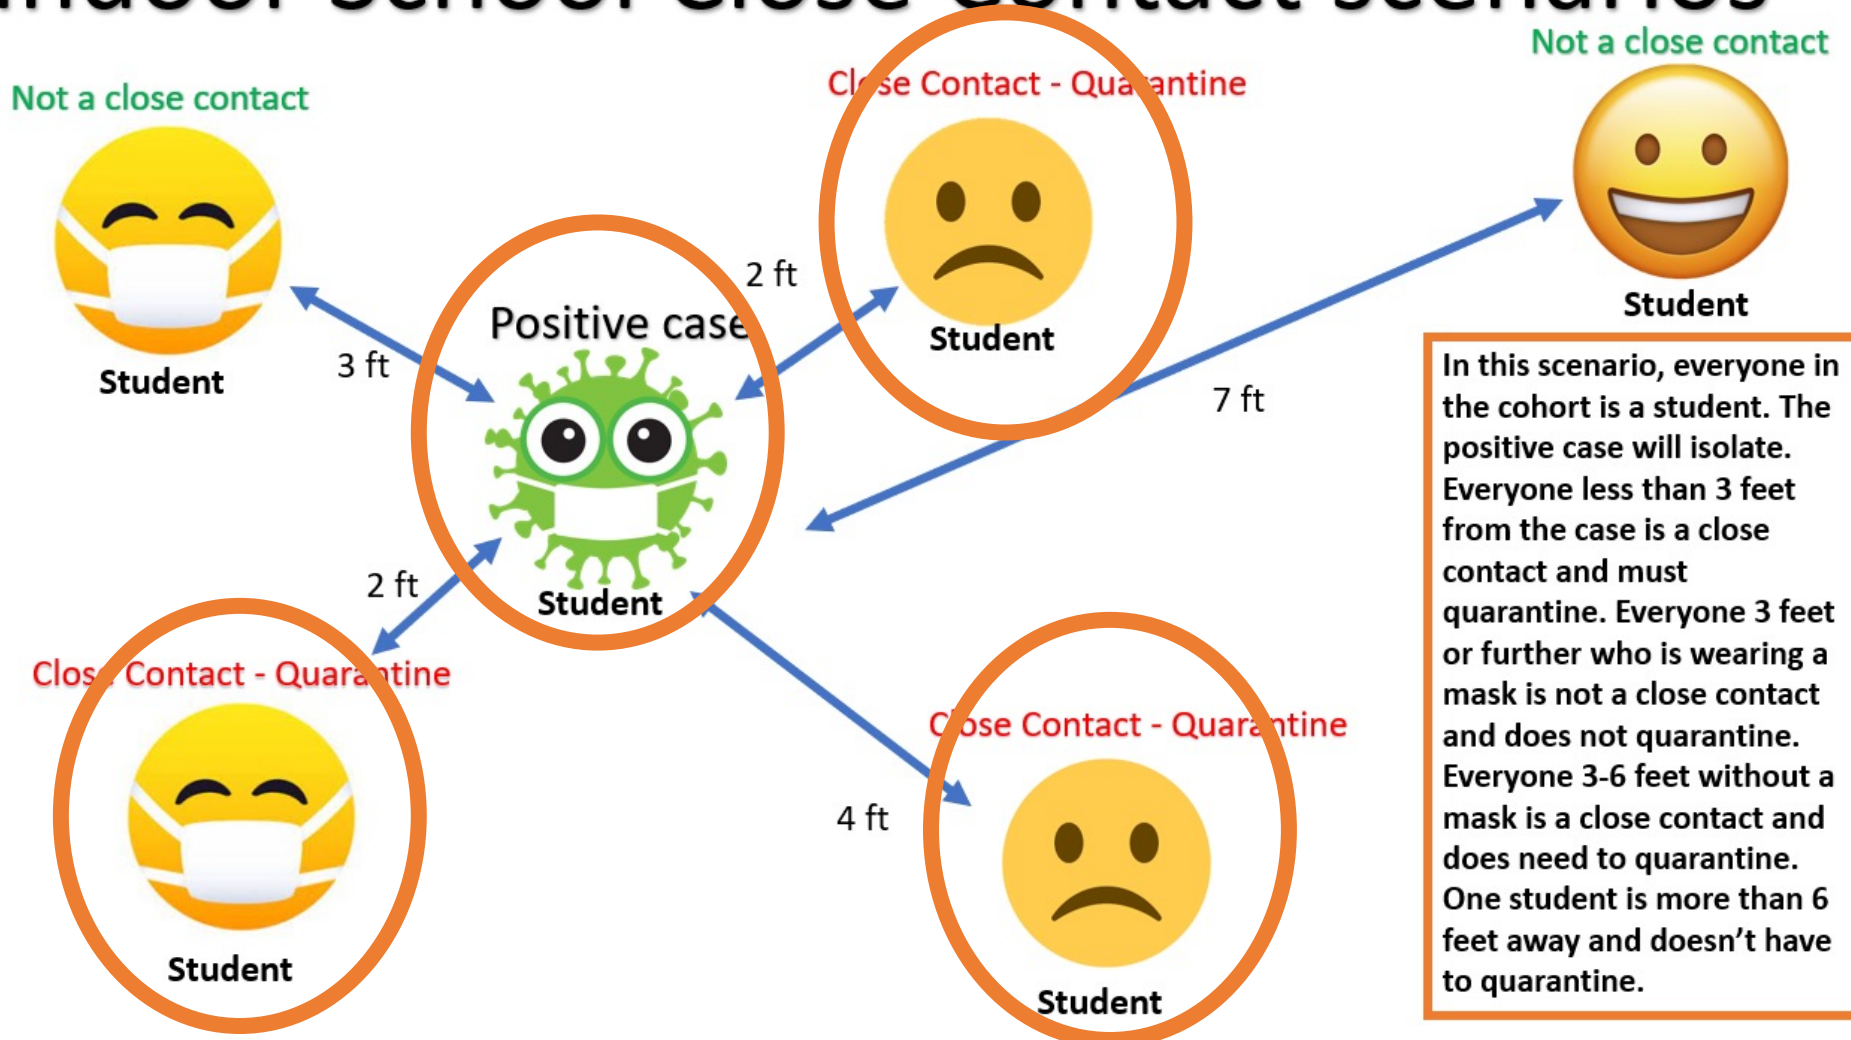 Indoor School Close Contact scenarios
Not a close contact
Student
3 ft
Positive case
Student
2 ft
Close Contact - Quarantine
Student
Not a close contact
Student
7 ft
2 ft
Close Contact - Quarantine
Student
4 ft
Close Contact - Quarantine
Student
In this scenario, everyone in
the cohort is a student. The
positive case will isolate.
Everyone less than 3 feet
from the case is a close
contact and must
quarantine. Everyone 3 feet
or further who is wearing a
mask is not a close contact
and does not quarantine.
Everyone 3-6 feet without a
mask is a close contact and
does need to quarantine.
One student is more than 6
feet away and doesn’t have
to quarantine.